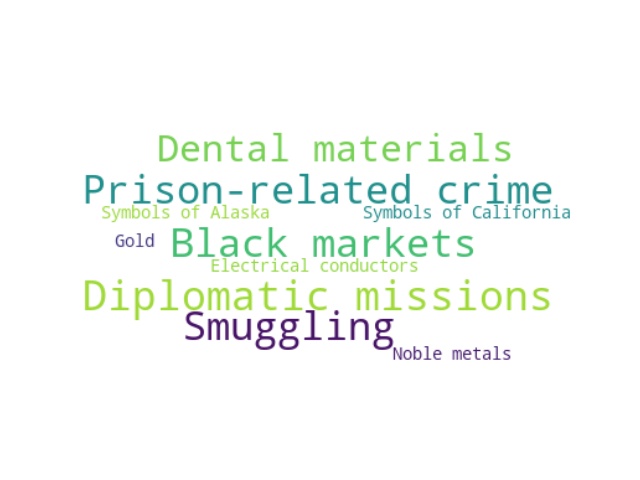 Dental materials
Prison-related crime
Symbols of Alaska
Symbols of California
Gold
Black markets
Electrical conductors
Diplomatic missions
Smuggling
Noble metals